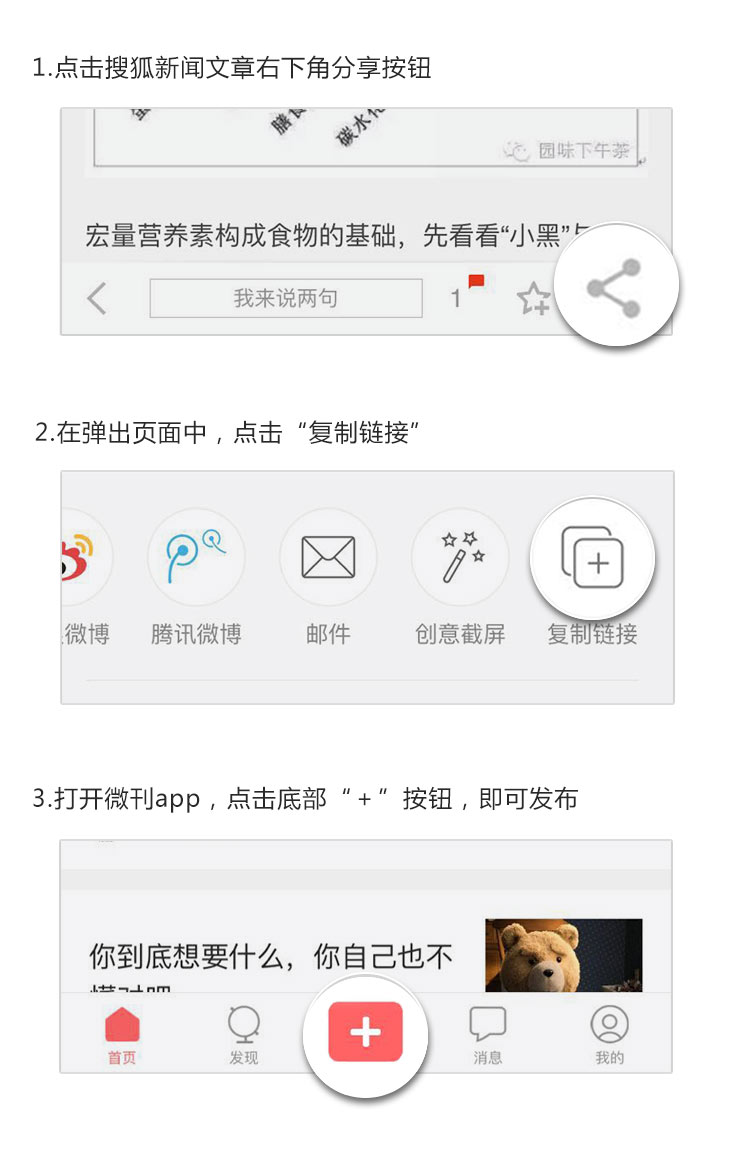 1.点击搜狐新闻文章右下角分享按钮
膳食
碳水化
园味下午茶
宏量营养素构成食物的基础，先看看“小黑”与
我来说两句
1
2.在弹出页面中，点击“复制链接”
微博
腾讯微博
邮件
创意截屏
复制链接
3.打开微刊app，点击底部“+”按钮，即可发布
你到底想要什么，你自己也不
懂对吧
首页
发现
消息
我的